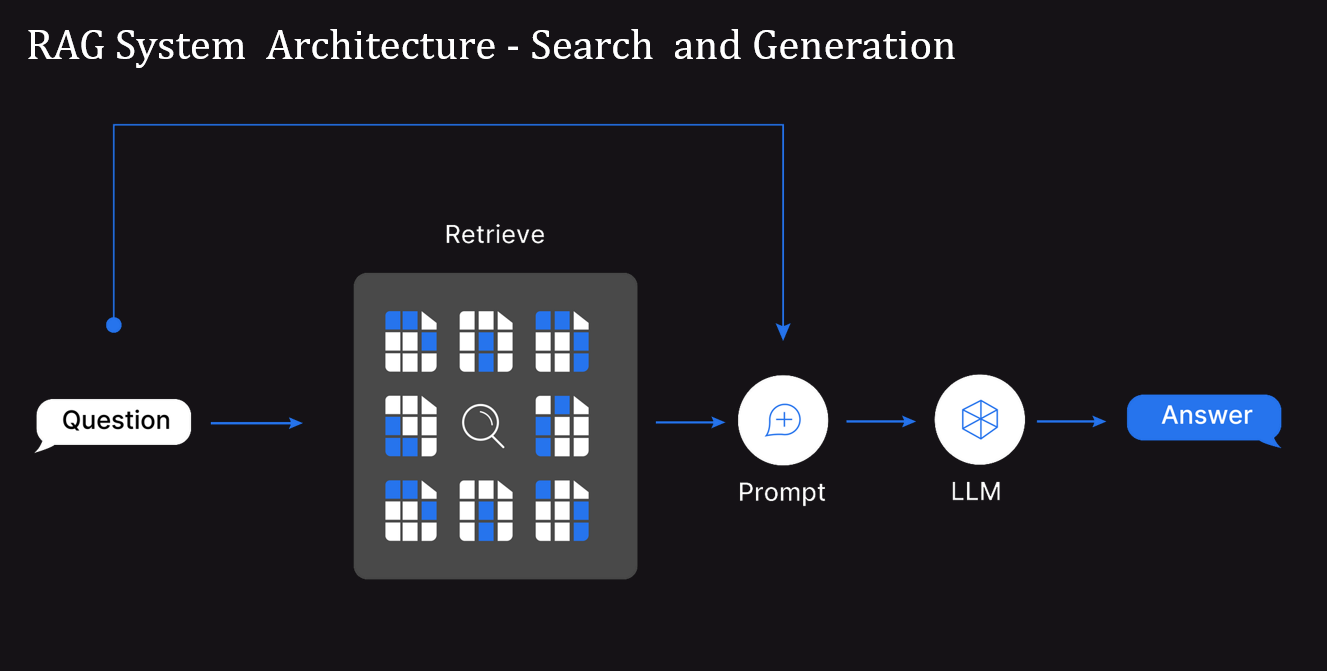 RAG System Architecture - Search and Generation
Retrieve
Question
Answer
Prompt
LLM